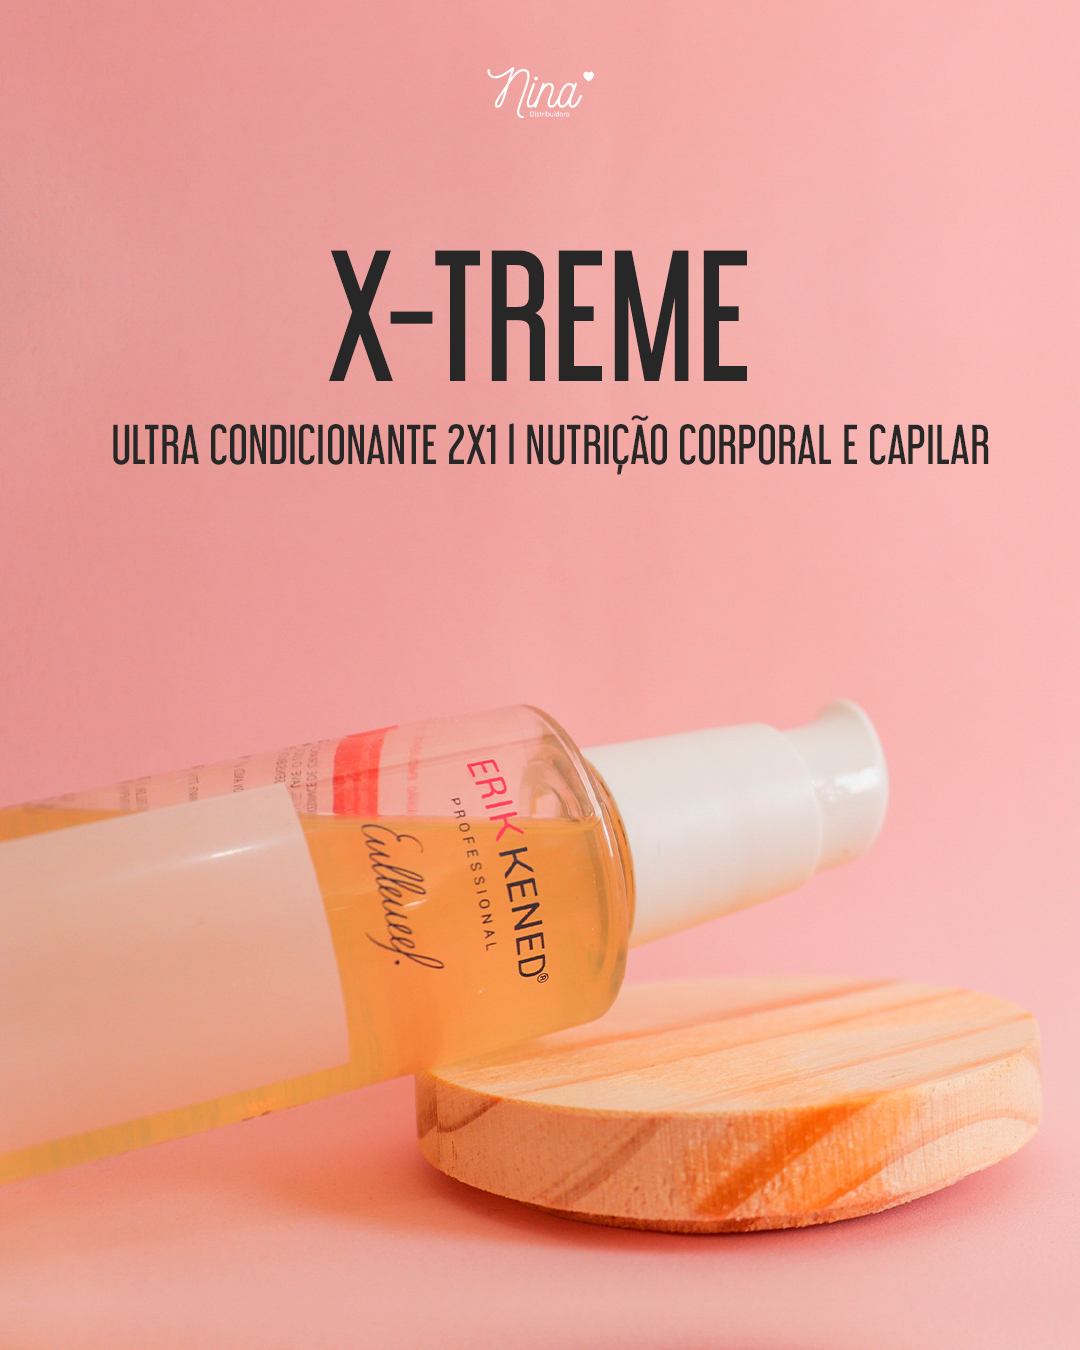 Nina
Distribuidora
X-TREME
ULTRA CONDICIONANTE 2X1 | NUTRIÇÃO CORPORAL E CAPILAR
ERIK KENED®
PROFESSIONAL